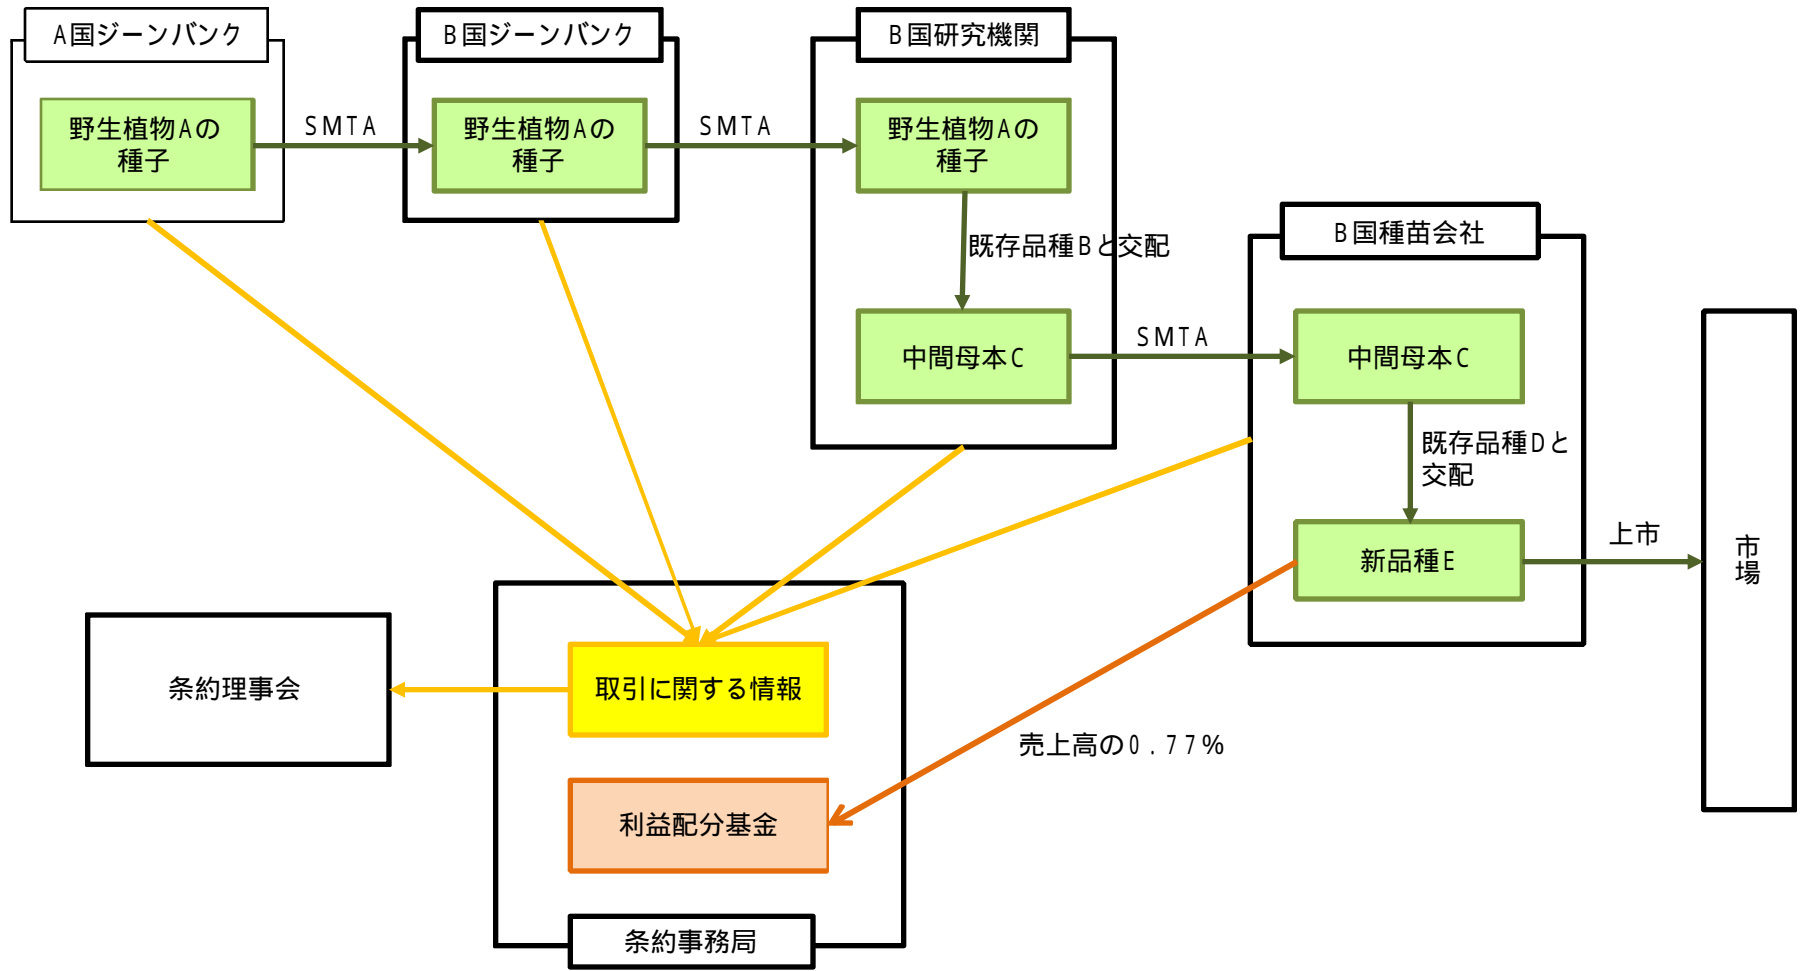 A国ジーンバンク
B国ジーンバンク
B国研究機関
野生植物Aの
種子
SMTA
野生植物Aの
種子
SMTA
野生植物Aの
種子
既存品種Bと交配
B国種苗会社
中間母本C
SMTA
中間母本C
既存品種Dと
交配
上市
新品種E
市
場
条約理事会
取引に関する情報
売上高の0.77%
利益配分基金
条約事務局